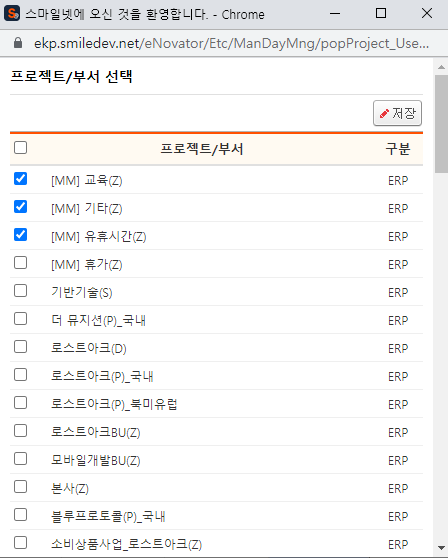 스마일넷에 오신 것을 환영합니다. - Chrome
ekp.smiledev.net/eNovator/Etc/ManDayMng/popProject_Use...
프로젝트/부서 선택
저장
프로젝트/부서 구분
[MM] 교육(Z) ERP
[MM] 기타(Z) ERP
[MM] 유휴시간(Z) ERP
[MM] 휴가(Z) ERP
기반기술(S) ERP
더 뮤지션(P)_국내 ERP
로스트아크(D) ERP
로스트아크(P)_국내 ERP
로스트아크(P)_북미유럽 ERP
로스트아크BU(Z) ERP
모바일개발BU(Z) ERP
본사(Z) ERP
블루프로토콜(P)_국내 ERP
소비상품사업_로스트아크(Z) ERP